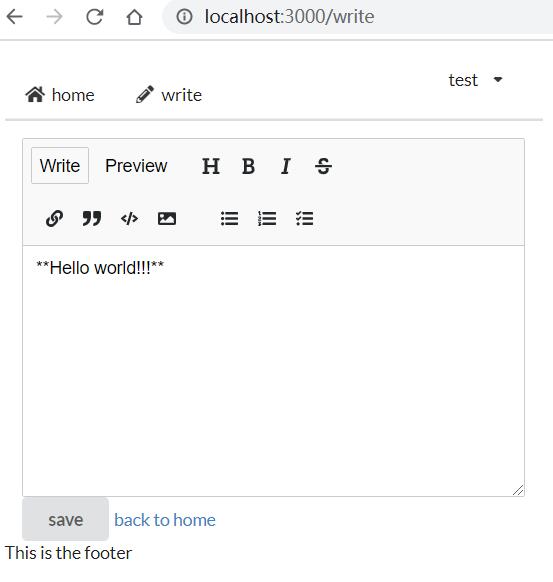 localhost:3000/write
test
home write
Write Preview H B I S
**Hello world!!!**
save back to home
This is the footer